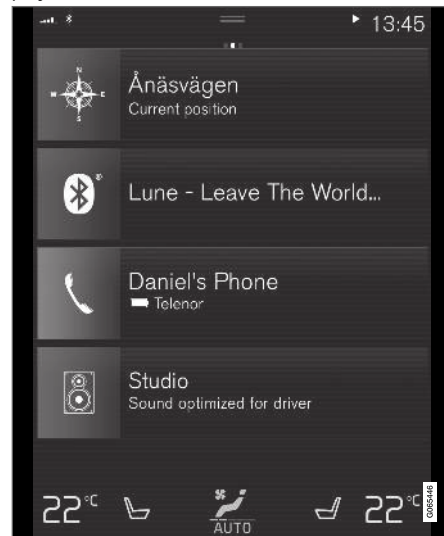 13:45
N
W E
S
Ånäsvägen
Current position
Lune - Leave The World...
Daniel's Phone
Telenor
Studio
Sound optimized for driver
22°C
AUTO
22°C
G065446